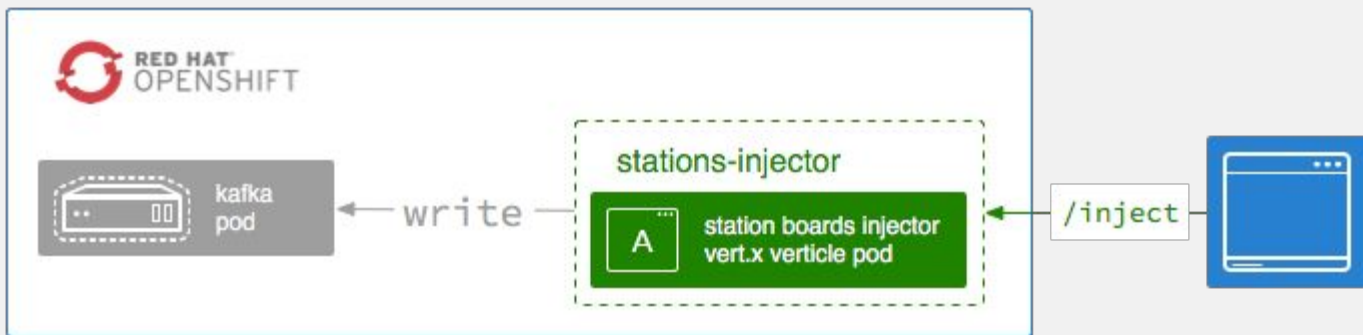 RED HAT
OPENSHIFT
stations-injector
kafka
pod
write
A
station boards injector
vert.x verticle pod
/inject